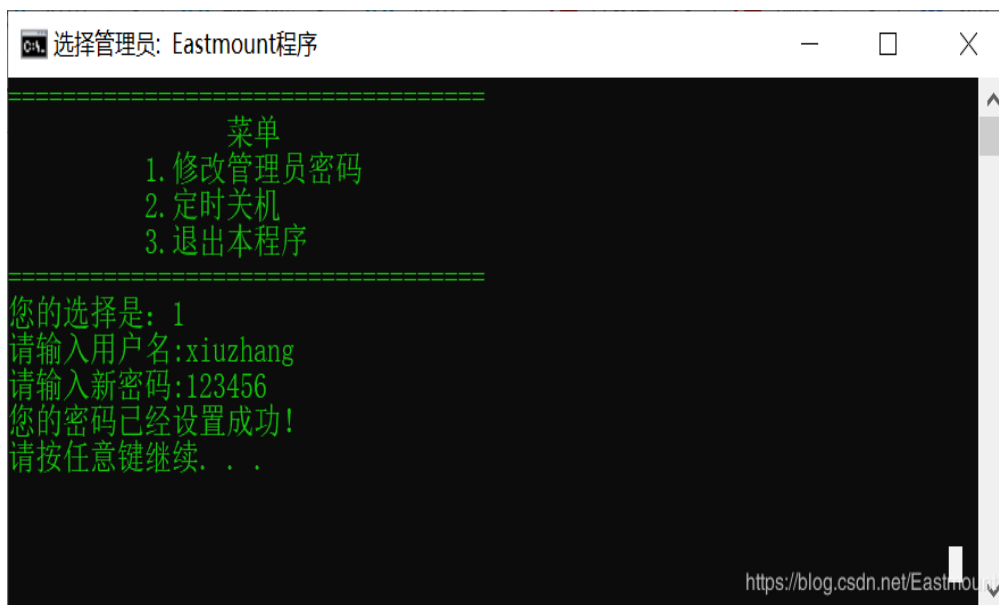 选择管理员: Eastmount程序
===================================
菜单
1.修改管理员密码
2.定时关机
3.退出本程序
===================================
您的选择是: 1
请输入用户名:xiuzhang
请输入新密码:123456
您的密码已经设置成功!
请按任意键继续. . .
https://blog.csdn.net/Eastmount